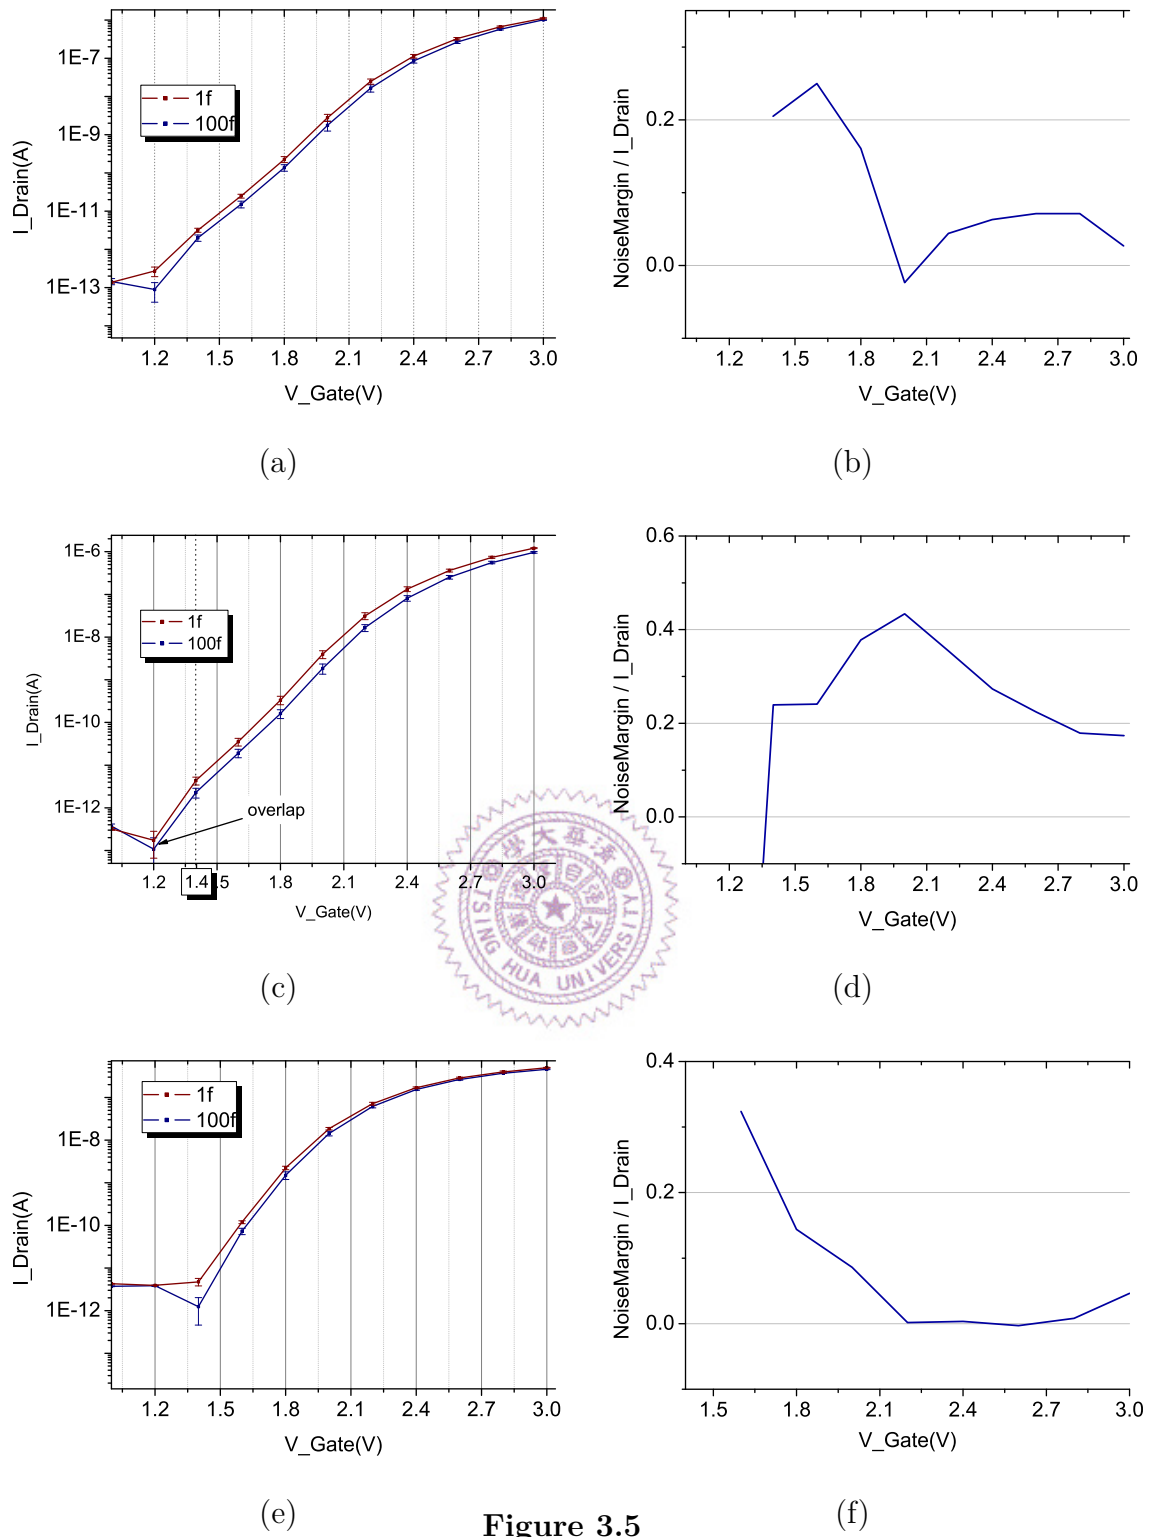 1E-7
1E-9
1E-11
1E-13
I_Drain(A)
1f
100f
1.2 1.5 1.8 2.1 2.4 2.7 3.0
V_Gate(V)
(a)
0.2
0.0
NoiseMargin / I_Drain
1.2 1.5 1.8 2.1 2.4 2.7 3.0
V_Gate(V)
(b)
1E-6
1E-8
1E-10
1E-12
I_Drain(A)
1f
100f
overlap
1.2 1.4 1.5 1.8 2.1 2.4 2.7 3.0
V_Gate(V)
(c)
0.6
0.4
0.2
0.0
NoiseMargin / I_Drain
1.2 1.5 1.8 2.1 2.4 2.7 3.0
V_Gate(V)
(d)
TSING HUA UNIVERSITY
1E-8
1E-10
1E-12
I_Drain(A)
1f
100f
1.2 1.5 1.8 2.1 2.4 2.7 3.0
V_Gate(V)
(e)
0.4
0.2
0.0
NoiseMargin / I_Drain
1.5 1.8 2.1 2.4 2.7 3.0
V_Gate(V)
(f)
Figure 3.5